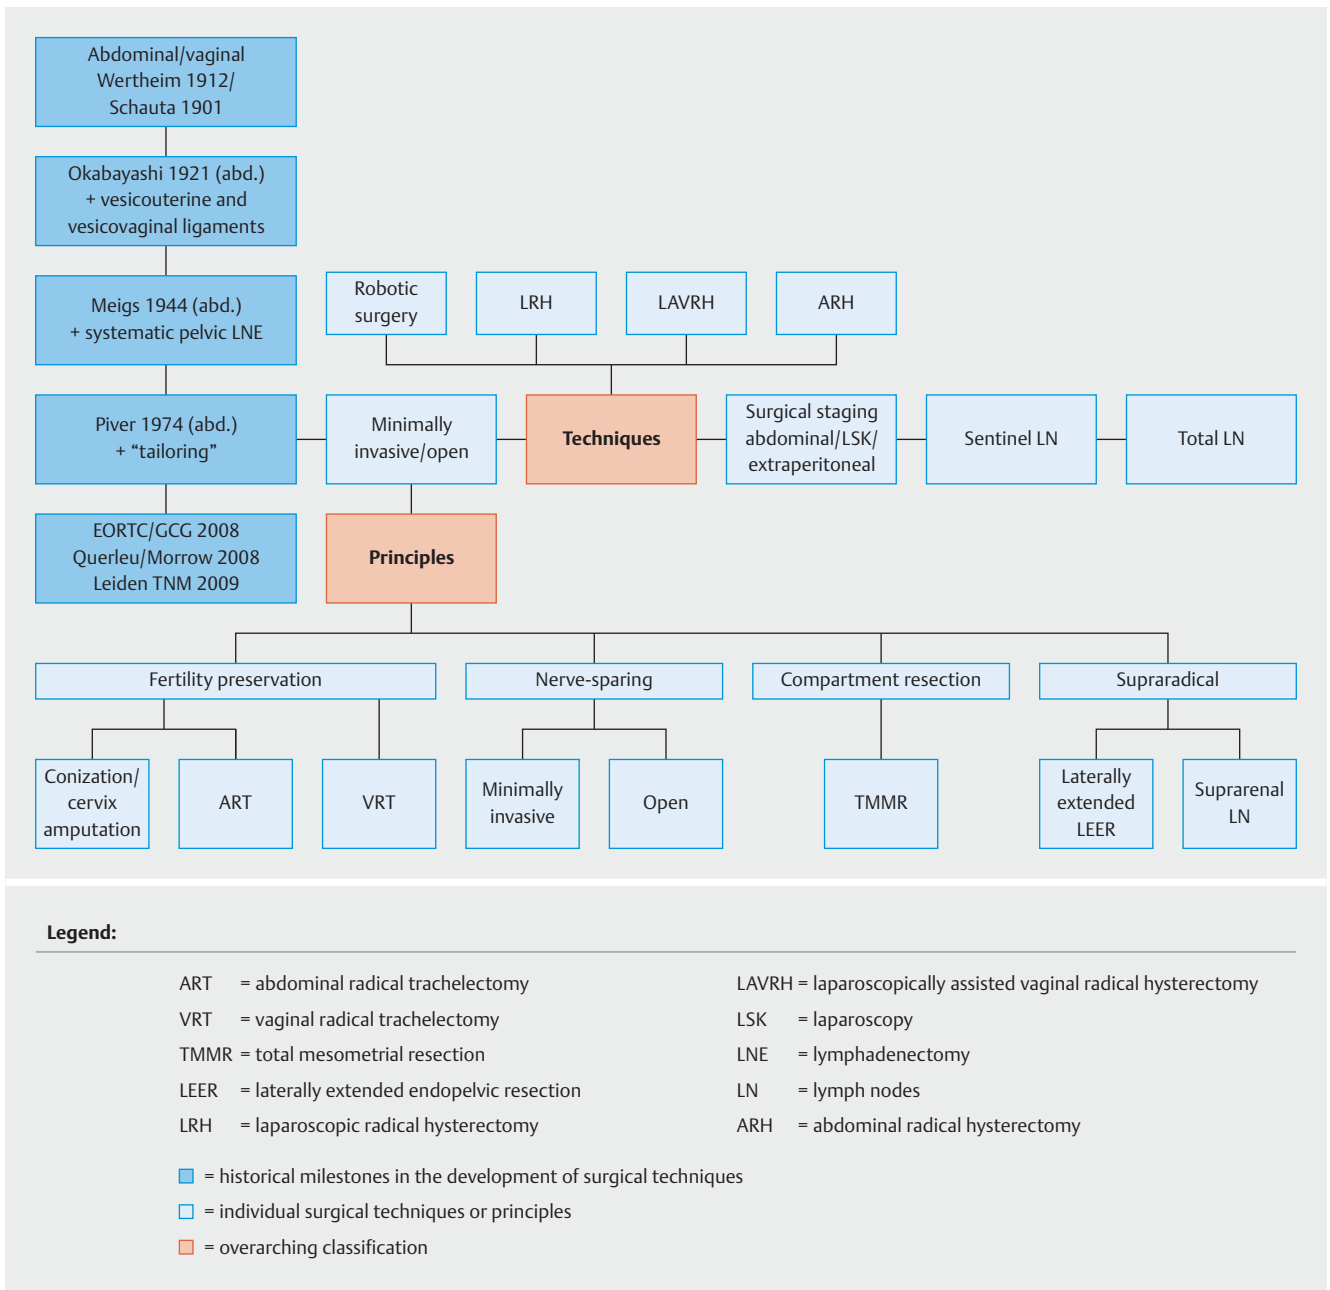 Abdominal/vaginal
Wertheim 1912/
Schauta 1901
Okabayashi 1921 (abd.)
+ vesicouterine and
vesicovaginal ligaments
Meigs 1944 (abd.)
+ systematic pelvic LNE
Robotic
surgery
LRH
LAVRH
ARH
Piver 1974 (abd.)
+ “tailoring”
Minimally
invasive/open
Techniques
Surgical staging
abdominal/LSK/
extraperitoneal
Sentinel LN
Total LN
EORTC/GCG 2008
Querleu/Morrow 2008
Leiden TNM 2009
Principles
Fertility preservation
Nerve-sparing
Compartment resection
Supraradical
Conization/
cervix
amputation
ART
VRT
Minimally
invasive
Open
TMMR
Laterally
extended
LEER
Suprarenal
LN
Legend:
ART = abdominal radical trachelectomy
VRT = vaginal radical trachelectomy
TMMR = total mesometrial resection
LEER = laterally extended endopelvic resection
LRH = laparoscopic radical hysterectomy
LAVRH = laparoscopically assisted vaginal radical hysterectomy
LSK = laparoscopy
LNE = lymphadenectomy
LN = lymph nodes
ARH = abdominal radical hysterectomy
= historical milestones in the development of surgical techniques
= individual surgical techniques or principles
= overarching classification